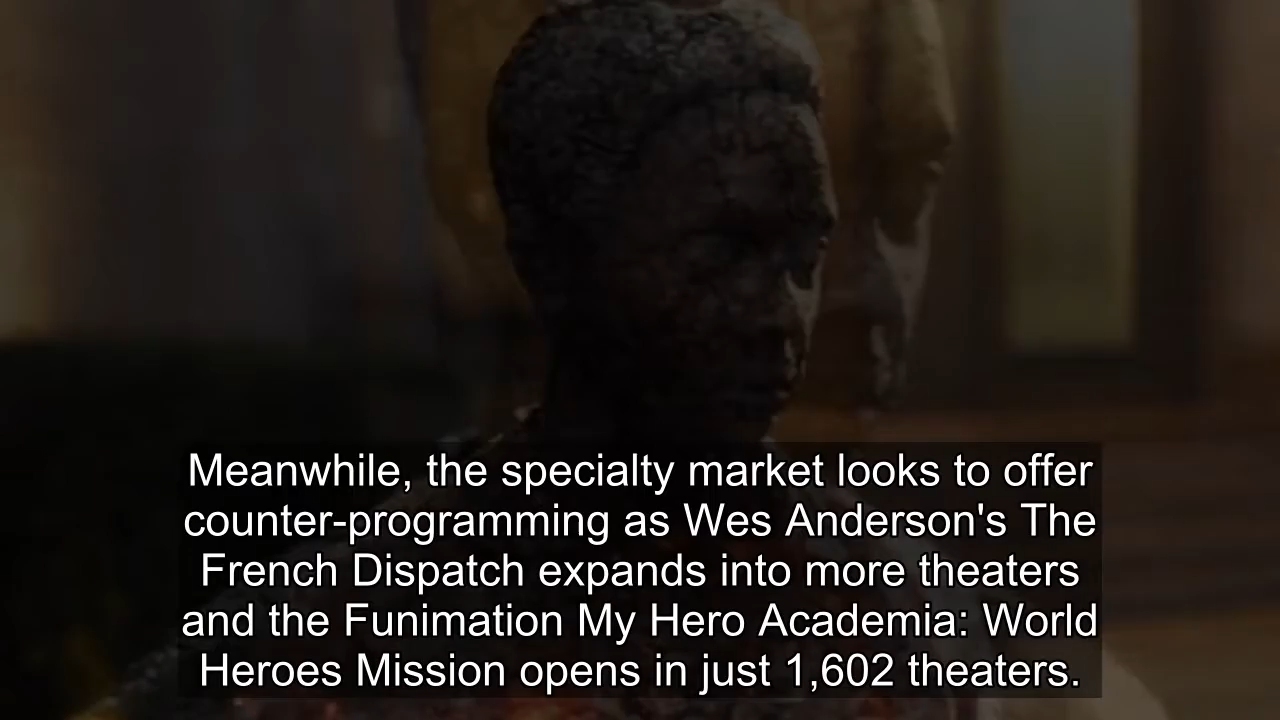 Meanwhile, the specialty market looks to offer
counter-programming as Wes Anderson's The
French Dispatch expands into more theaters
and the Funimation My Hero Academia: World
Heroes Mission opens in just 1,602 theaters.